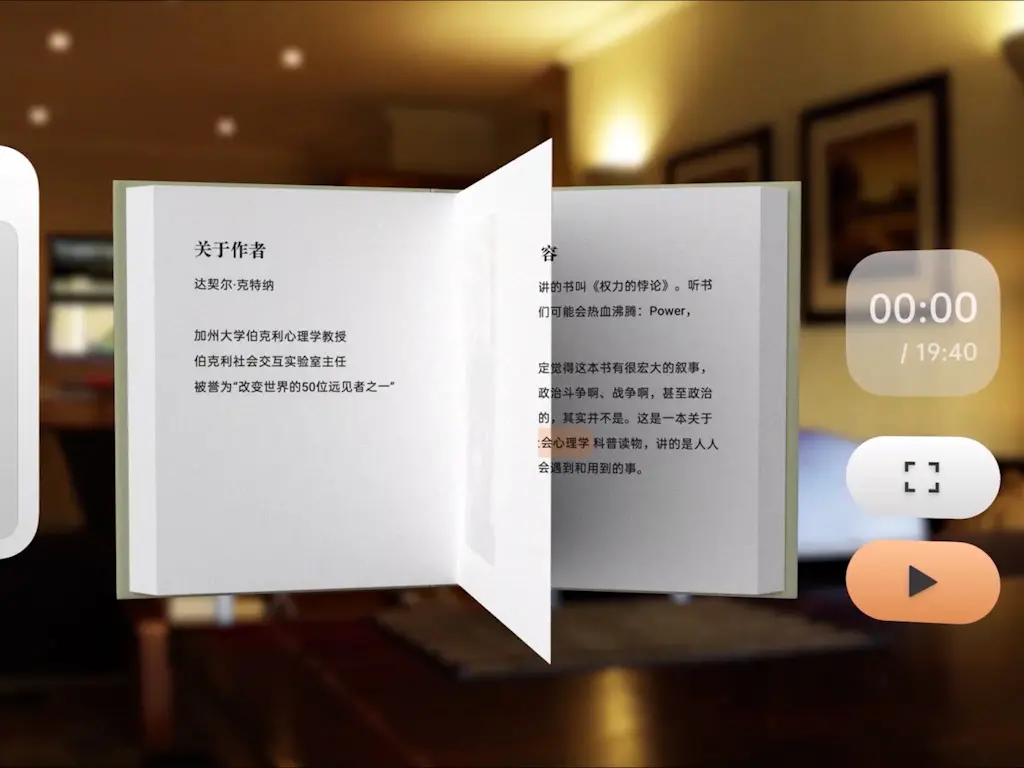 关于作者
达契尔·克特纳
加州大学伯克利心理学教授
伯克利社会交互实验室主任
被誉为“改变世界的50位远见者之一”
容
讲的书叫《权力的悖论》。听书
们可能会热血沸腾：Power，
定觉得这本书有很宏大的叙事，
政治斗争啊、战争啊，甚至政治
的，其实并不是。这是一本关于
会心理学 科普读物，讲的是人人
会遇到和用到的事。
00:00
/ 19:40